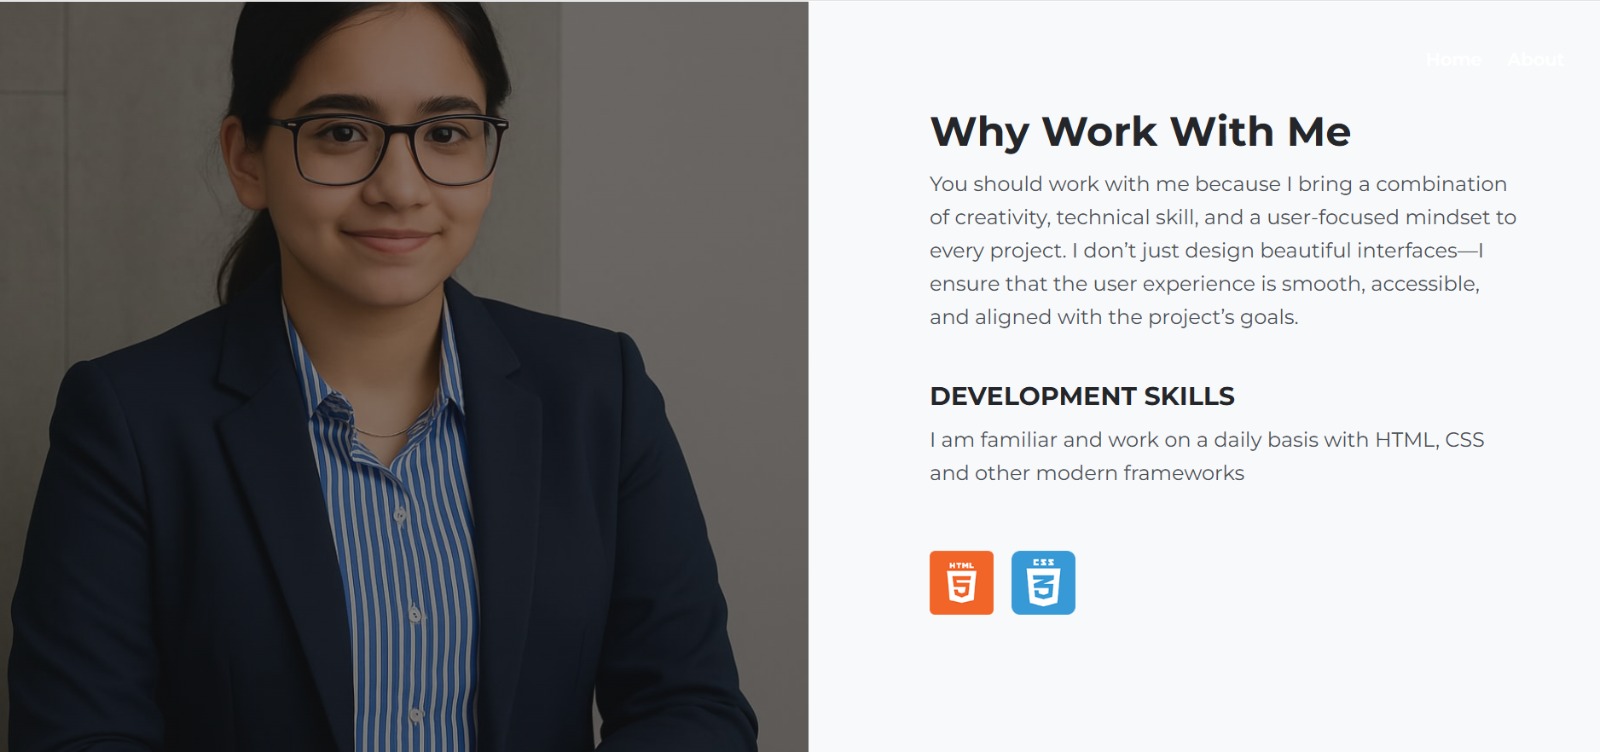 Home About
Why Work With Me
You should work with me because I bring a combination
of creativity, technical skill, and a user-focused mindset to
every project. I don’t just design beautiful interfaces—I
ensure that the user experience is smooth, accessible,
and aligned with the project’s goals.
DEVELOPMENT SKILLS
I am familiar and work on a daily basis with HTML, CSS
and other modern frameworks
HTML CSS
5 3